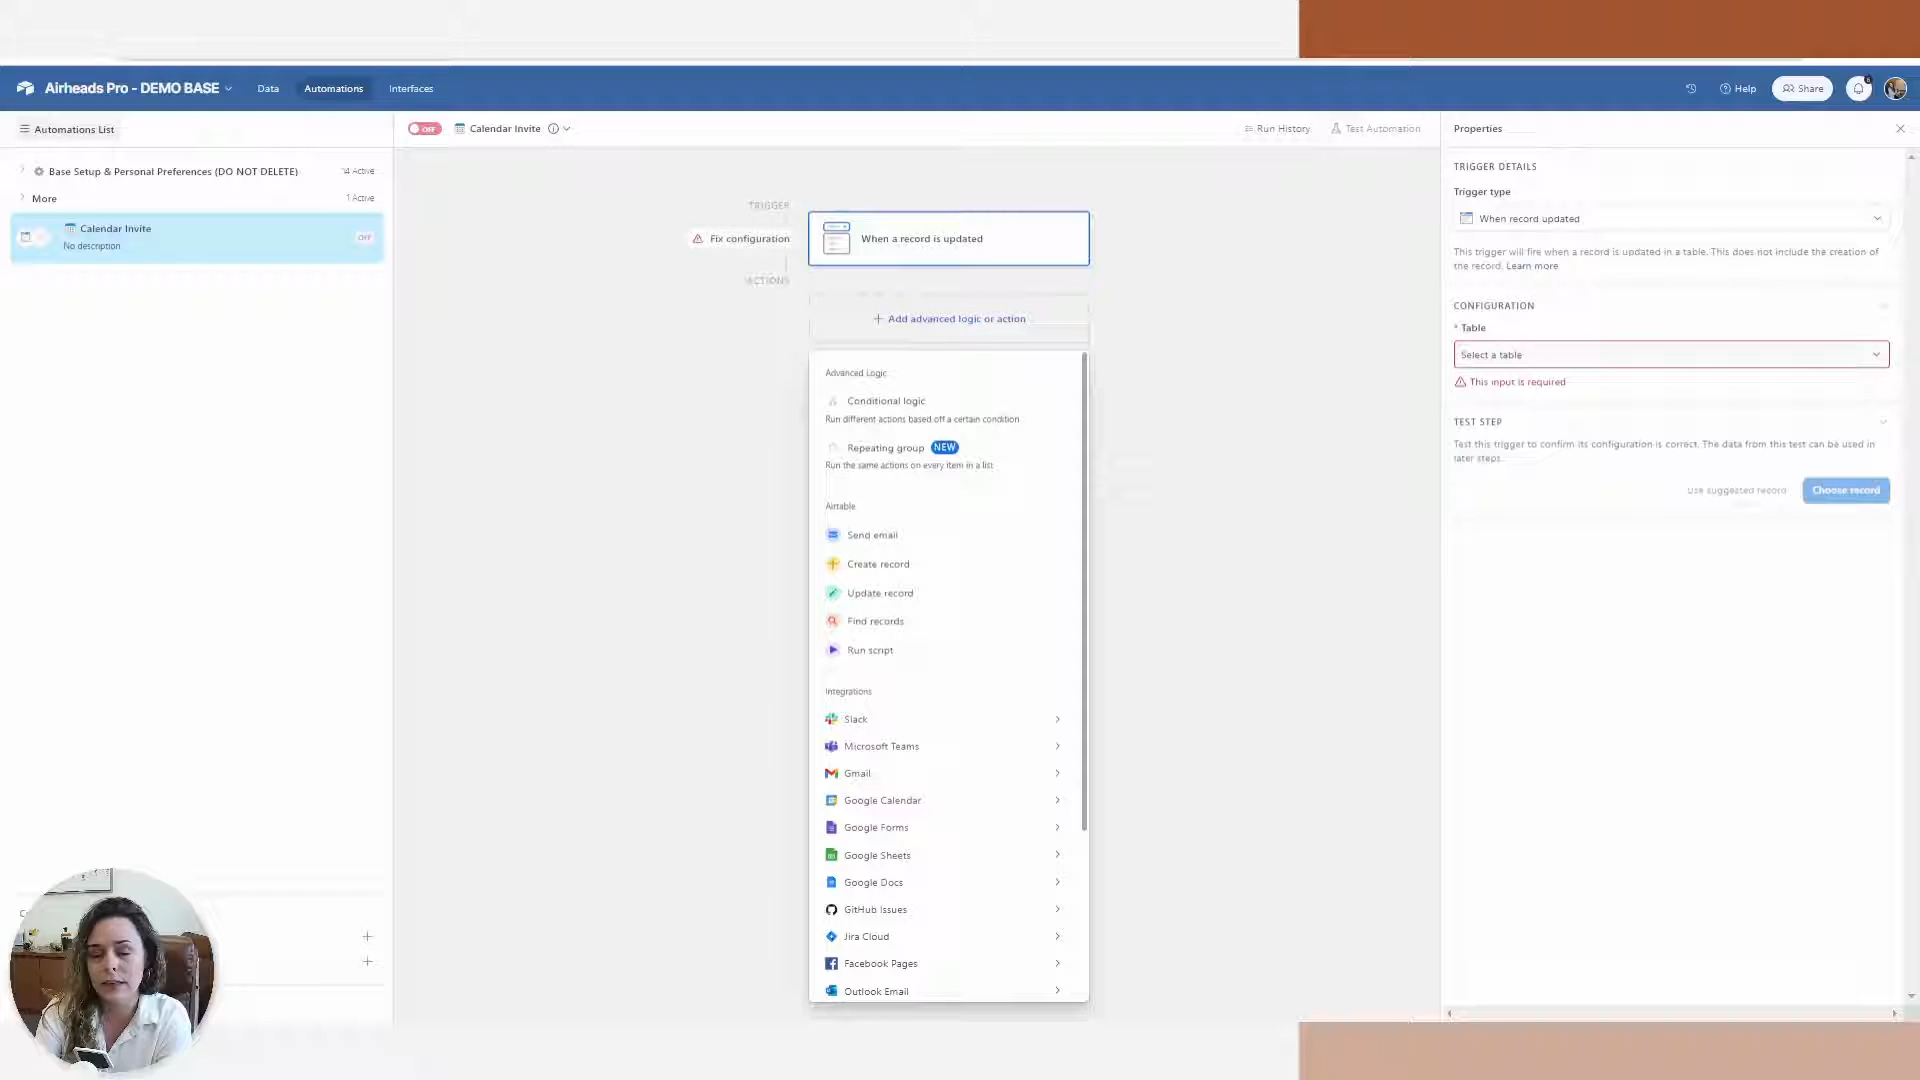 Airheads Pro - DEMO BASE
Data
Automations
Interfaces
Help
Share
6
Automations List
OFF
Calendar Invite
Run History
Test Automation
Properties
Base Setup & Personal Preferences (DO NOT DELETE)
14 Active
More
1 Active
Calendar Invite
No description
OFF
TRIGGER
Fix configuration
When a record is updated
ACTIONS
Add advanced logic or action
Advanced Logic
Conditional logic
Run different actions based off a certain condition
Repeating group NEW
Run the same actions on every item in a list
Airtable
Send email
Create record
Update record
Find records
Run script
Integrations
Slack
Microsoft Teams
Gmail
Google Calendar
Google Forms
Google Sheets
Google Docs
GitHub Issues
Jira Cloud
Facebook Pages
Outlook Email
TRIGGER DETAILS
Trigger type
When record updated
This trigger will fire when a record is updated in a table. This does not include the creation of
the record. Learn more
CONFIGURATION
* Table
Select a table
This input is required
TEST STEP
Test this trigger to confirm its configuration is correct. The data from this test can be used in
later steps.
Use suggested record
Choose record